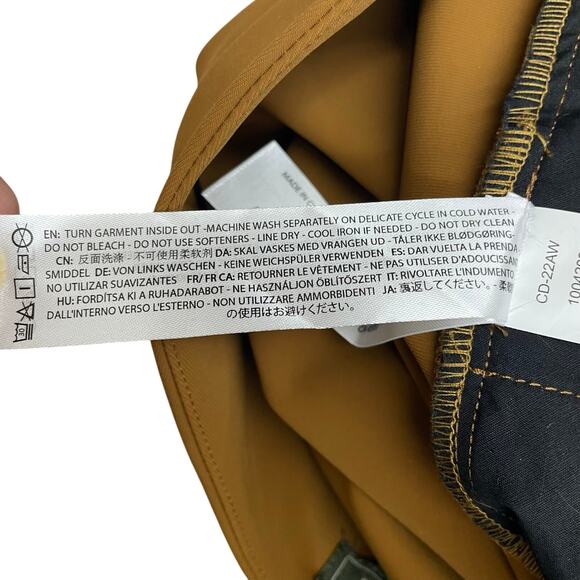 EN: TURN GARMENT INSIDE OUT -MACHINE WASH SEPARATELY ON DELICATE CYCLE IN COLD WATER -
DO NOT BLEACH - DO NOT USE SOFTENERS - LINE DRY - COOL IRON IF NEEDED - DO NOT DRY CLEAN
CN: 反面洗涤 - 不可使用柔软剂 DA: SKAL VASKES MED VRANGEN UD - TÅLER IKKE BLØDGØRING-
SMIDDEL DE: VON LINKS WASCHEN - KEINE WEICHSPÜLER VERWENDEN ES: DAR VUELTA LA PRENDA
NO UTILIZAR SUAVIZANTES FR/ FR CA: RETOURNER LE VÊTEMENT - NE PAS UTILISER D'ADOUCISSANT
HU: FORDÍTSA KI A RUHADARABOT - NE HASZNÁLJON ÖBLÍTŐSZERT IT: RIVOLTARE L'INDUMENTO
DALL'INTERNO VERSO L'ESTERNO - NON UTILIZZARE AMMORBIDENTI JA: 裏返してください。- 柔軟
の使用はお避けください。
MADE IN
CD-22AW